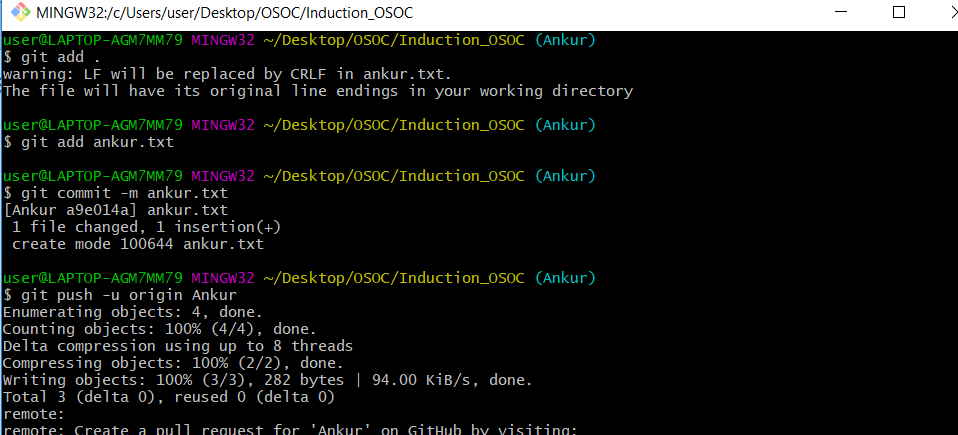 MINGW32:/c/Users/user/Desktop/OSOC/Induction_OSOC
user@LAPTOP-AGM7MM79 MINGW32 ~/Desktop/OSOC/Induction_OSOC (Ankur)
$ git add .
warning: LF will be replaced by CRLF in ankur.txt.
The file will have its original line endings in your working directory
user@LAPTOP-AGM7MM79 MINGW32 ~/Desktop/OSOC/Induction_OSOC (Ankur)
$ git add ankur.txt
user@LAPTOP-AGM7MM79 MINGW32 ~/Desktop/OSOC/Induction_OSOC (Ankur)
$ git commit -m ankur.txt
[Ankur a9e014a] ankur.txt
 1 file changed, 1 insertion(+)
 create mode 100644 ankur.txt
user@LAPTOP-AGM7MM79 MINGW32 ~/Desktop/OSOC/Induction_OSOC (Ankur)
$ git push -u origin Ankur
Enumerating objects: 4, done.
Counting objects: 100% (4/4), done.
Delta compression using up to 8 threads
Compressing objects: 100% (2/2), done.
Writing objects: 100% (3/3), 282 bytes | 94.00 KiB/s, done.
Total 3 (delta 0), reused 0 (delta 0)
remote:
remote: Create a pull request for 'Ankur' on GitHub by visiting: